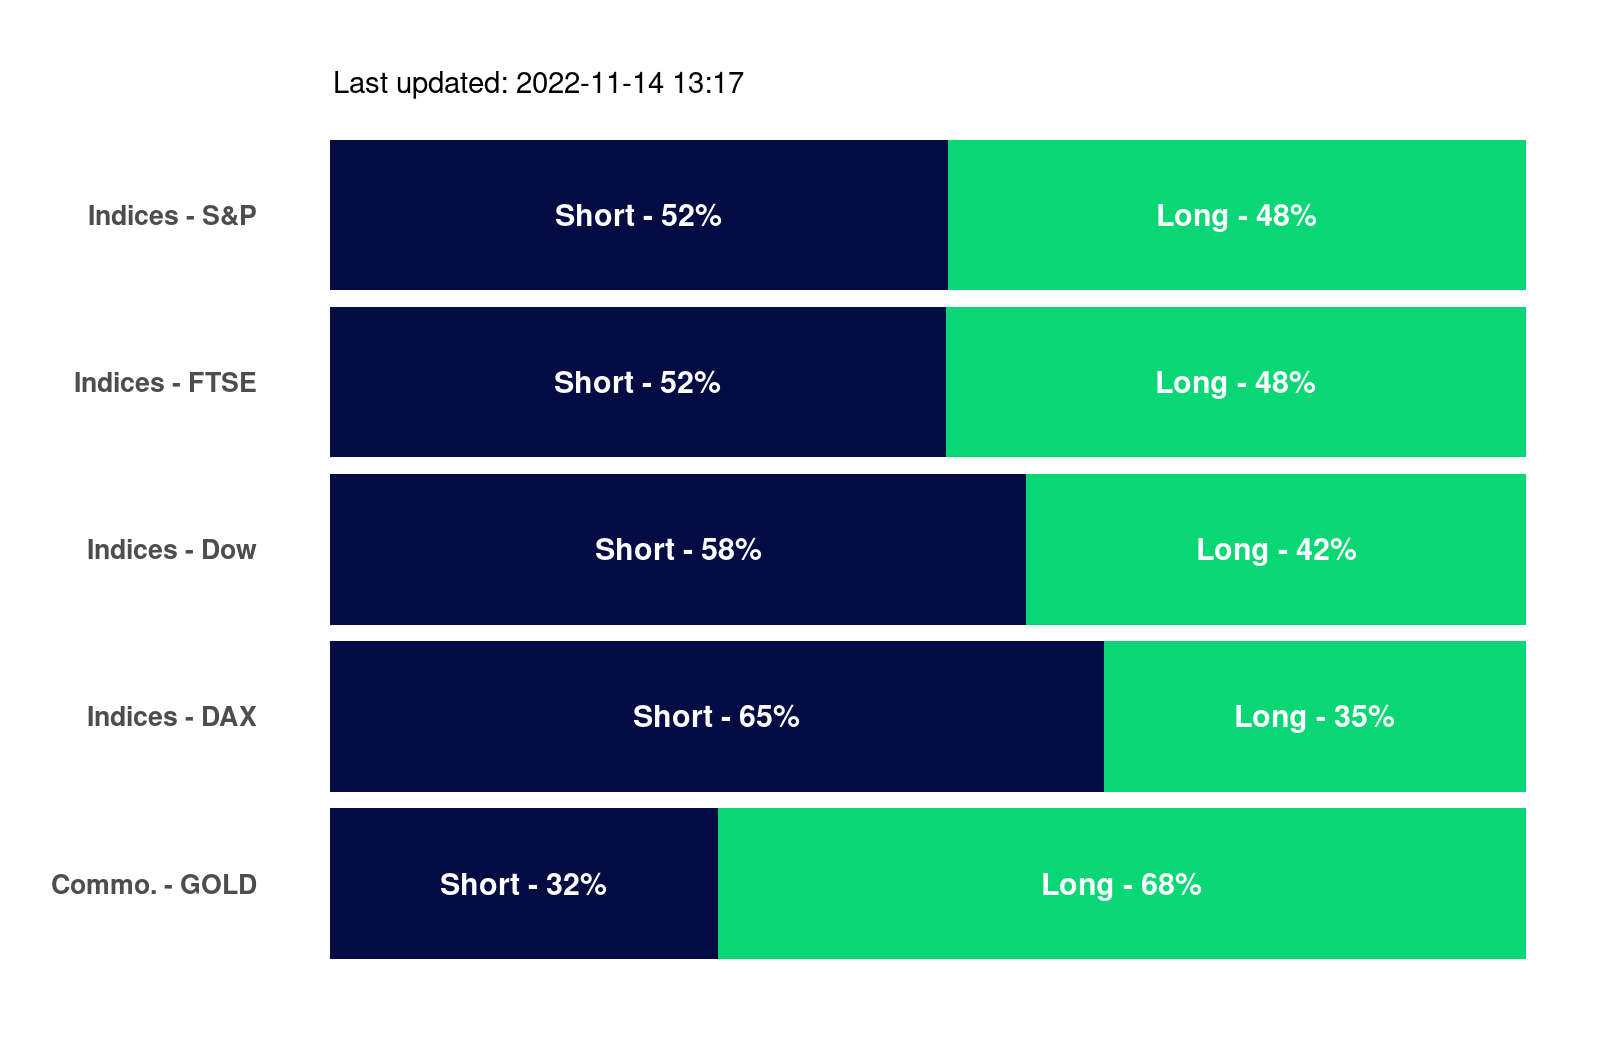 Last updated: 2022-11-14 13:17
Indices - S&P Short - 52% Long - 48%
Indices - FTSE Short - 52% Long - 48%
Indices - Dow Short - 58% Long - 42%
Indices - DAX Short - 65% Long - 35%
Commo. - GOLD Short - 32% Long - 68%